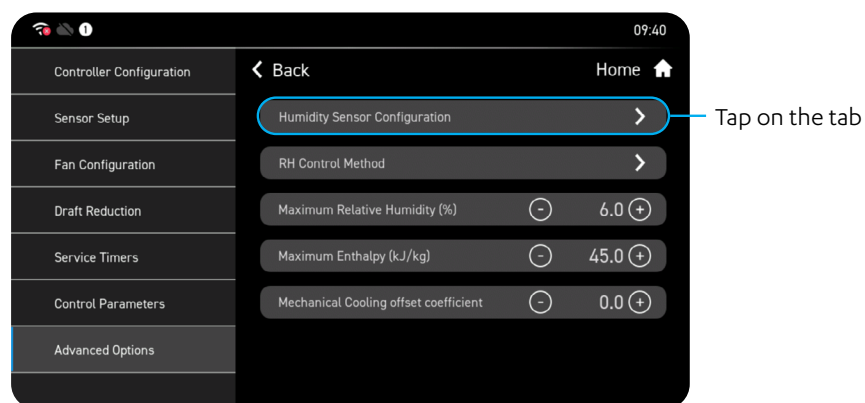 1
09:40
Controller Configuration
Sensor Setup
Fan Configuration
Draft Reduction
Service Timers
Control Parameters
Advanced Options
Back
Home
Humidity Sensor Configuration
RH Control Method
Maximum Relative Humidity (%) - 6.0 +
Maximum Enthalpy (kJ/kg) - 45.0 +
Mechanical Cooling offset coefficient - 0.0 +
Tap on the tab